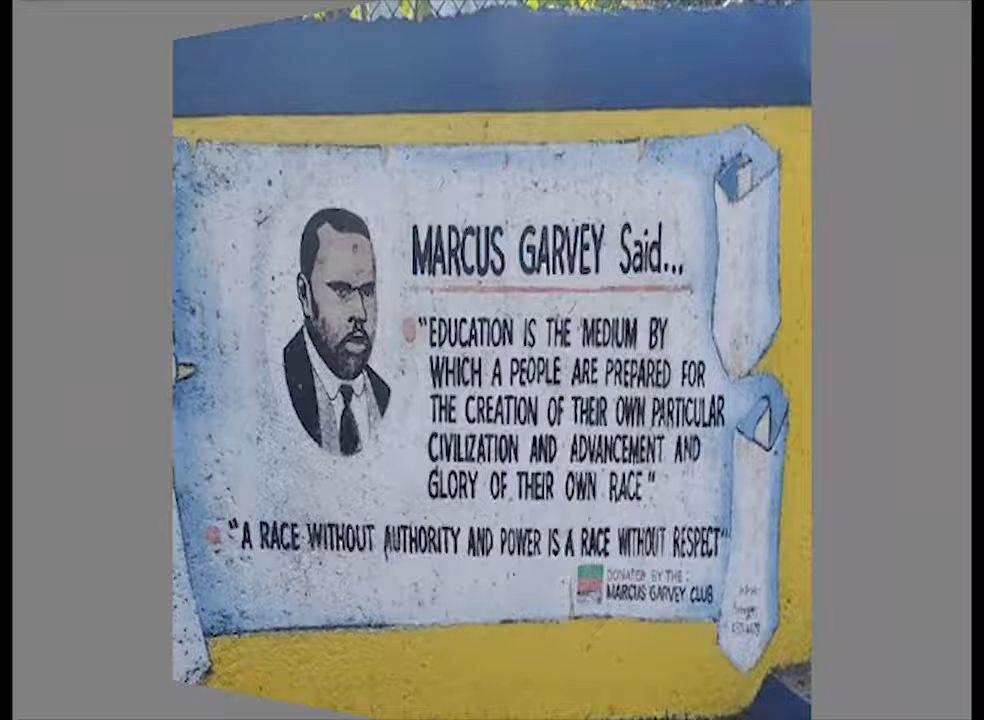 MARCUS GARVEY Said...
"EDUCATION IS THE MEDIUM BY
WHICH A PEOPLE ARE PREPARED FOR
THE CREATION OF THEIR OWN PARTICULAR
CIVILIZATION AND ADVANCEMENT AND
GLORY OF THEIR OWN RACE"
"A RACE WITHOUT AUTHORITY AND POWER IS A RACE WITHOUT RESPECT"
DONATED BY THE:
MARCUS GARVEY CLUB